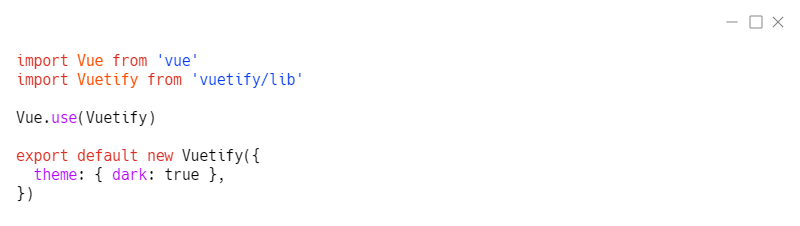 import Vue from 'vue'
import Vuetify from 'vuetify/lib'
Vue.use(Vuetify)
export default new Vuetify({
  theme: { dark: true },
})